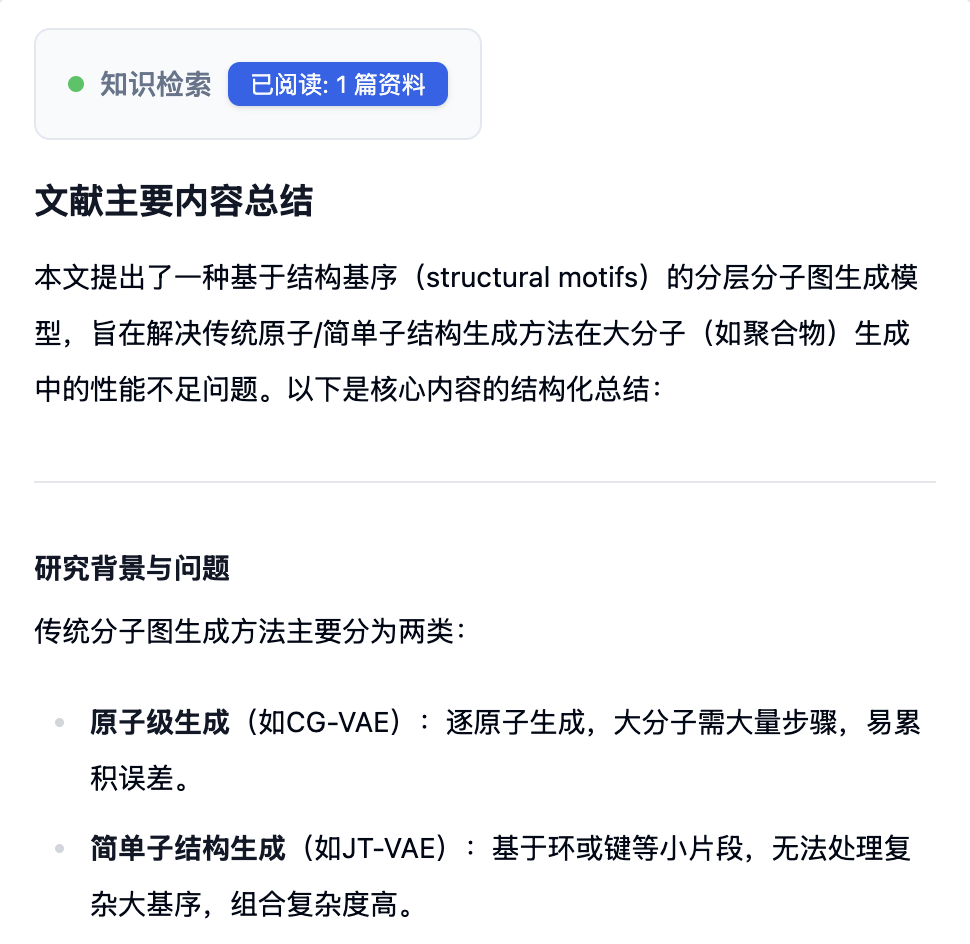 知识检索 已阅读: 1 篇资料
文献主要内容总结
本文提出了一种基于结构基序（structural motifs）的分层分子图生成模
型，旨在解决传统原子/简单子结构生成方法在大分子（如聚合物）生成
中的性能不足问题。以下是核心内容的结构化总结：
研究背景与问题
传统分子图生成方法主要分为两类：
原子级生成（如CG-VAE）：逐原子生成，大分子需大量步骤，易累
积误差。
简单子结构生成（如JT-VAE）：基于环或键等小片段，无法处理复
杂大基序，组合复杂度高。